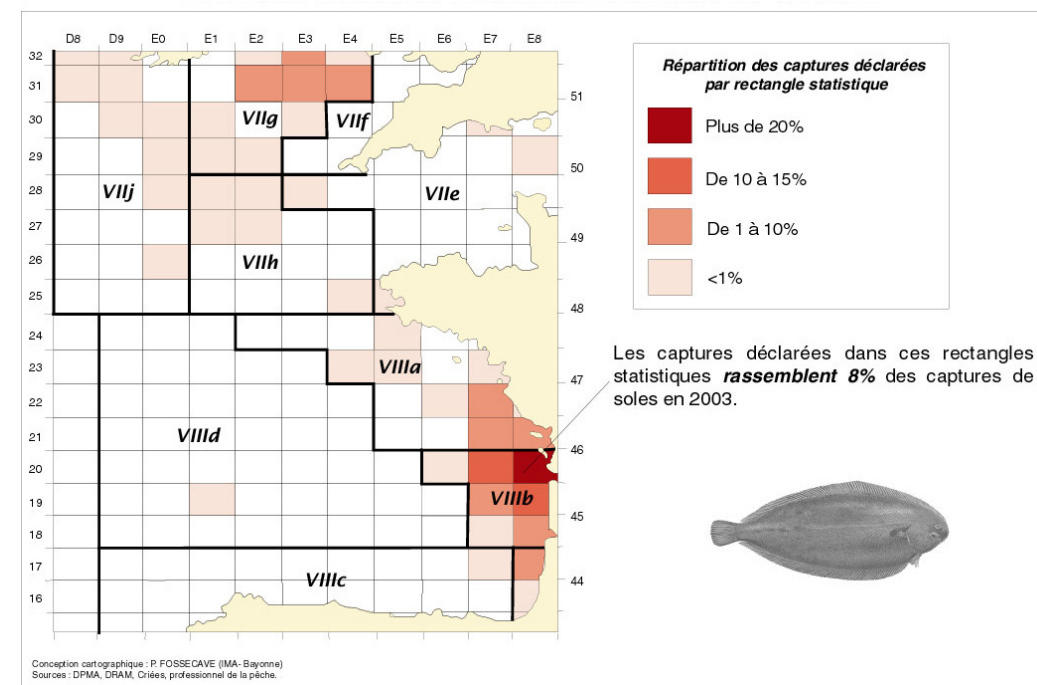 D8 D9 E0 E1 E2 E3 E4 E5 E6 E7 E8
32
31
30
29
28
27
26
25
24
23
22
21
20
19
18
17
16
51
50
49
48
47
46
45
44
VIIg
VIIf
VIIj
VIIe
VIIh
VIIIa
VIIId
VIIIb
VIIIc
Répartition des captures déclarées
par rectangle statistique
Plus de 20%
De 10 à 15%
De 1 à 10%
<1%
Les captures déclarées dans ces rectangles
statistiques rassemblent 8% des captures de
soles en 2003.
Conception cartographique : P. FOSSECAVE (IMA- Bayonne)
Sources : DPMA, DRAM, Criées, professionnel de la pêche.